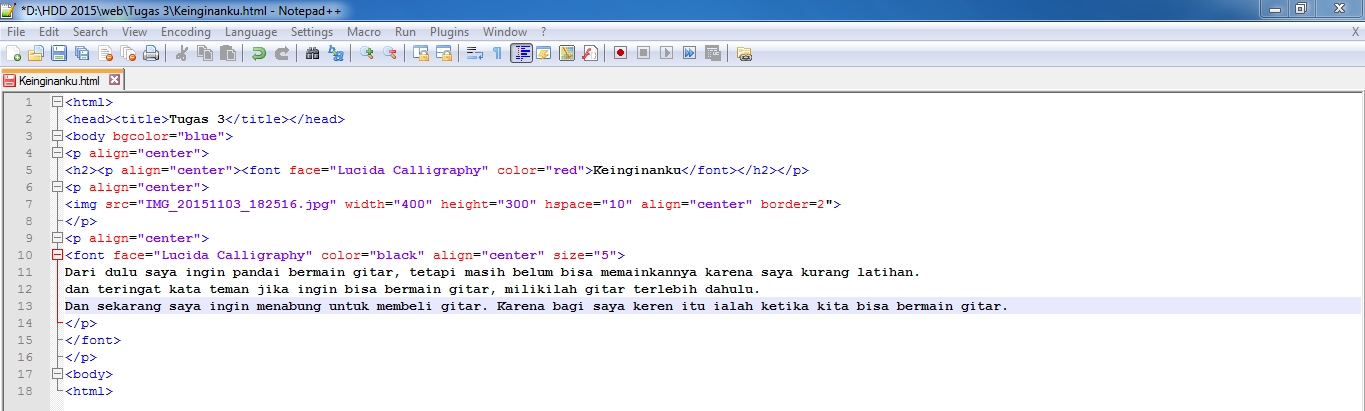 *D:\HDD 2015\web\Tugas 3\Keinginanku.html - Notepad++
File Edit Search View Encoding Language Settings Macro Run Plugins Window ? X
Keinginanku.html
1 <html>
2 <head><title>Tugas 3</title></head>
3 <body bgcolor="blue">
4 <p align="center">
5 <h2><p align="center"><font face="Lucida Calligraphy" color="red">Keinginanku</font></h2></p>
6 <p align="center">
7 <img src="IMG_20151103_182516.jpg" width="400" height="300" hspace="10" align="center" border=2">
8 </p>
9 <p align="center">
10 <font face="Lucida Calligraphy" color="black" align="center" size="5">
11 Dari dulu saya ingin pandai bermain gitar, tetapi masih belum bisa memainkannya karena saya kurang latihan.
12 dan teringat kata teman jika ingin bisa bermain gitar, milikilah gitar terlebih dahulu.
13 Dan sekarang saya ingin menabung untuk membeli gitar. Karena bagi saya keren itu ialah ketika kita bisa bermain gitar.
14 </p>
15 </font>
16 </p>
17 <body>
18 <html>